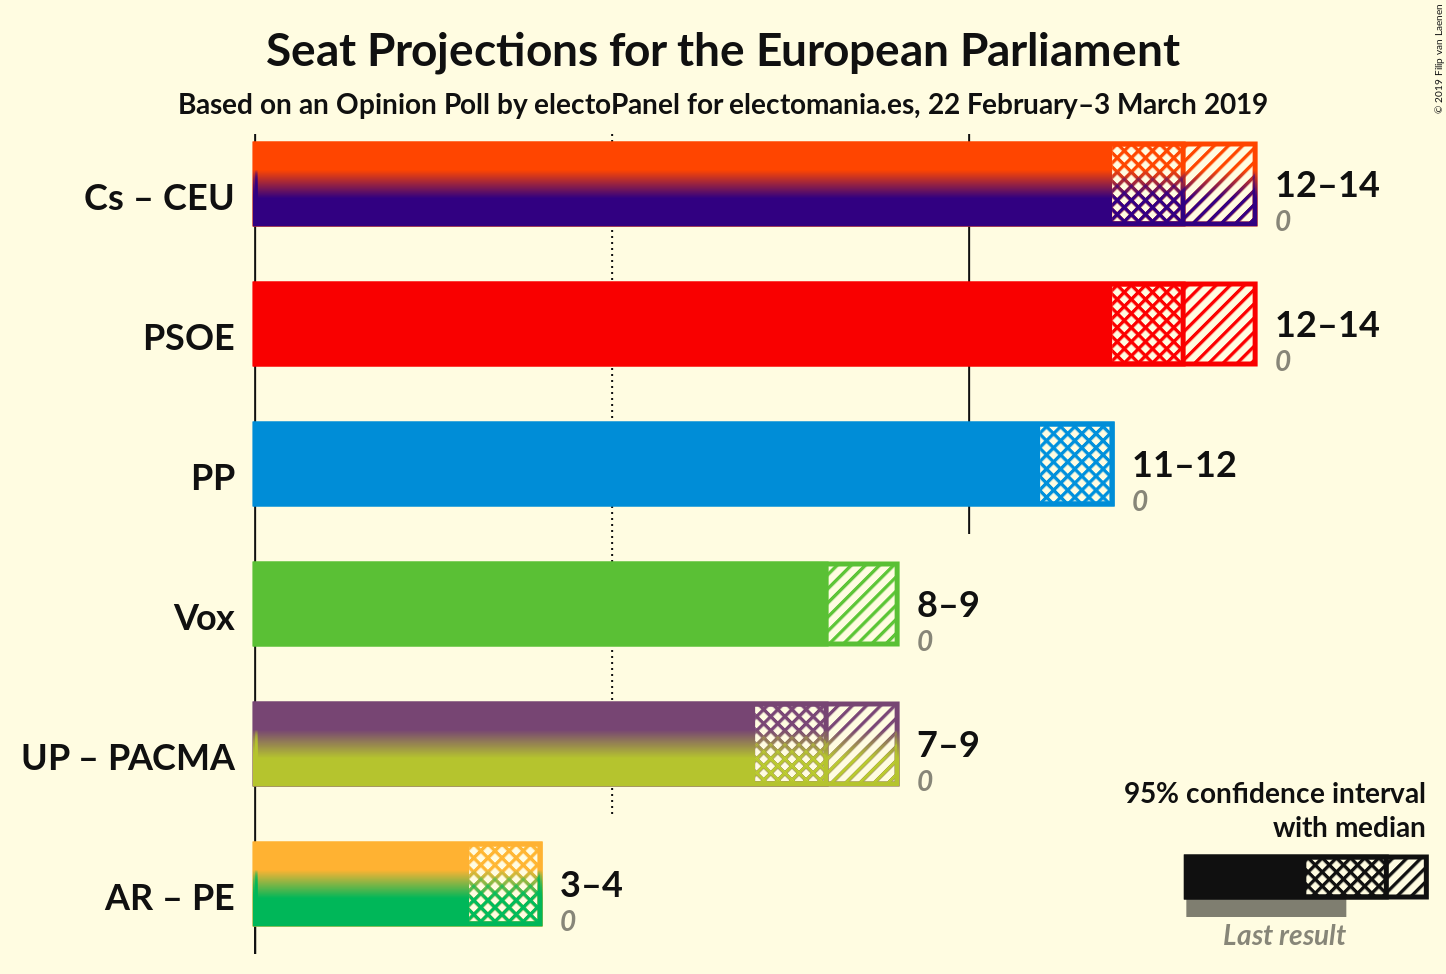 Seat Projections for the European Parliament
Based on an Opinion Poll by electoPanel for electomania.es, 22 February–3 March 2019
© 2019 Filip van Laenen
Cs – CEU
12–14
0
PSOE
12–14
0
PP
11–12
0
Vox
8–9
0
UP – PACMA
7–9
0
AR – PE
3–4
0
95% confidence interval
with median
Last result